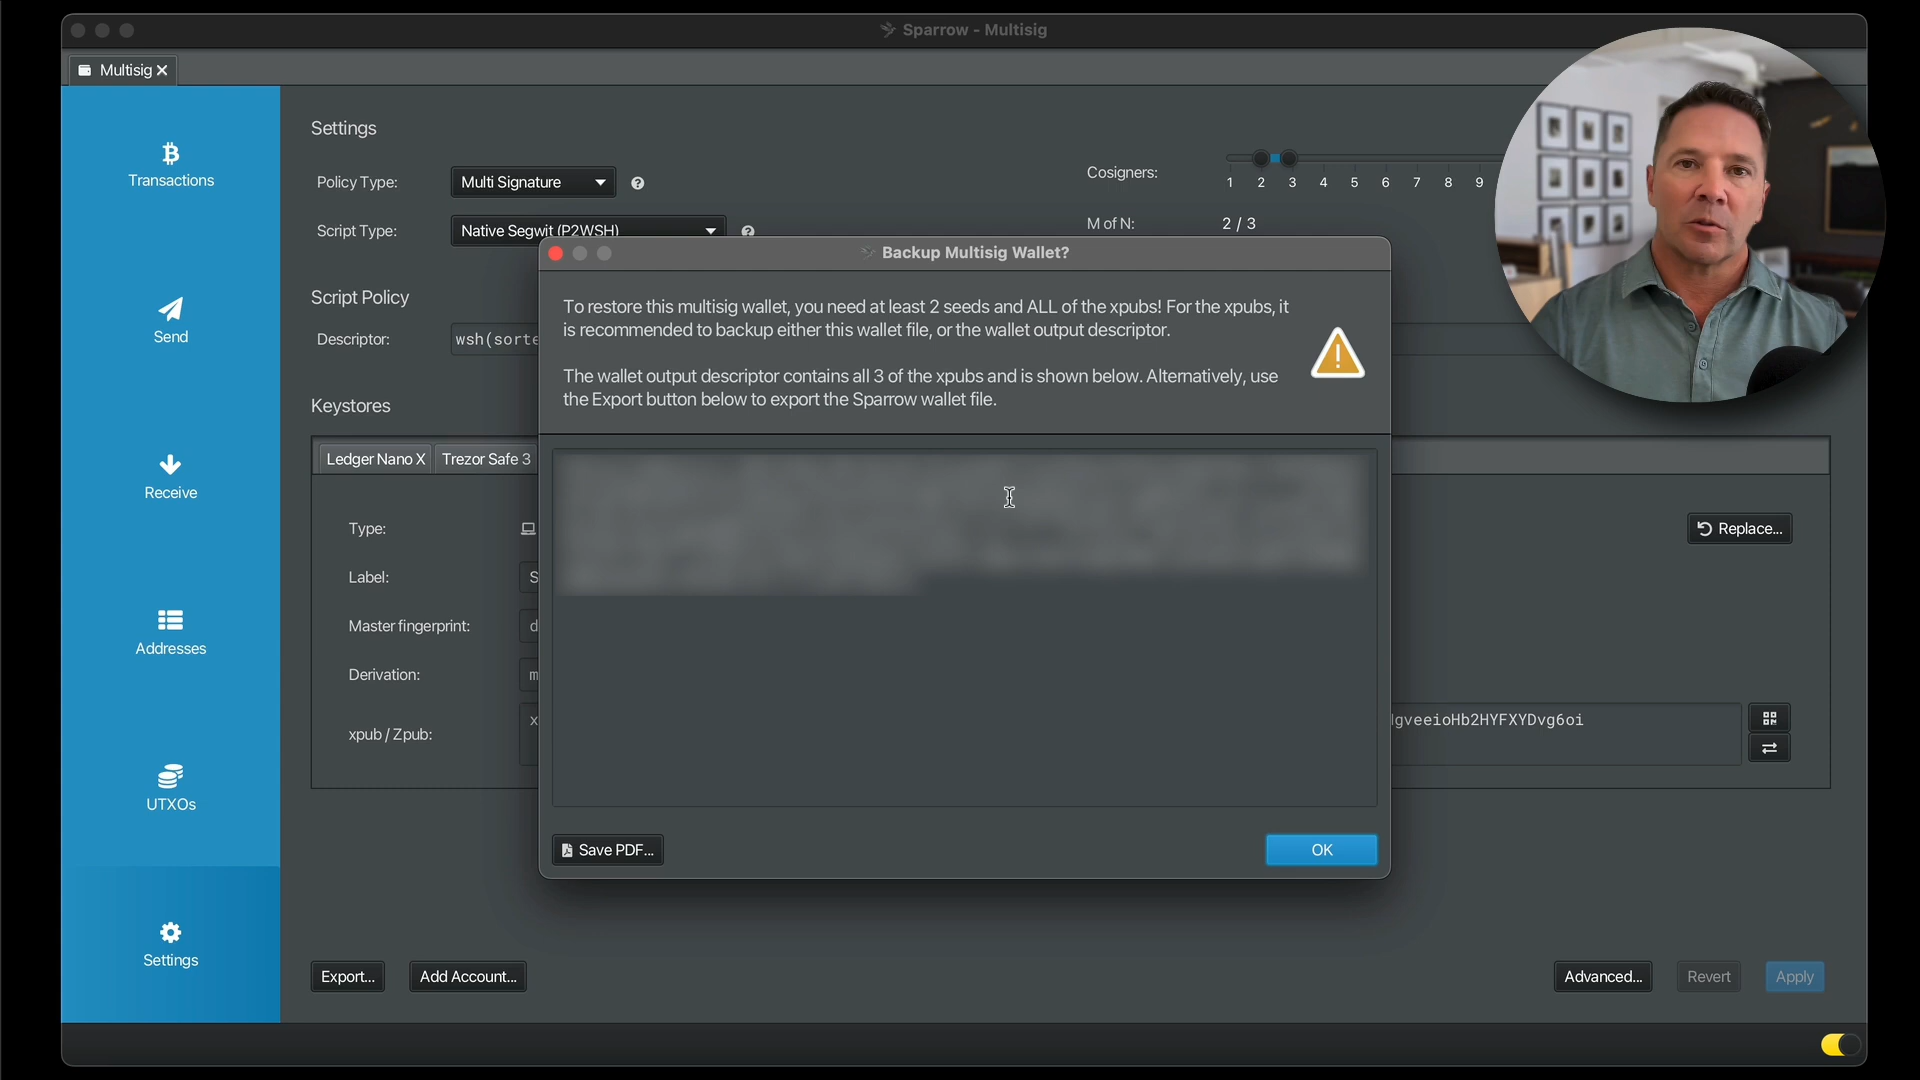 Sparrow - Multisig
Multisig
Transactions
Send
Receive
Addresses
UTXOs
Settings
Settings
Policy Type:
Multi Signature
Cosigners:
1 2 3 4 5 6 7 8 9
Script Type:
Native Segwit (P2WSH)
M of N:
2 / 3
Script Policy
Descriptor:
wsh(sorte
Keystores
Ledger Nano X
Trezor Safe 3
Type:
Label:
S
Master fingerprint:
d
Derivation:
m
xpub / Zpub:
x
gveeioHb2HYFXYDvg6oi
Replace...
Backup Multisig Wallet?
To restore this multisig wallet, you need at least 2 seeds and ALL of the xpubs! For the xpubs, it
is recommended to backup either this wallet file, or the wallet output descriptor.
The wallet output descriptor contains all 3 of the xpubs and is shown below. Alternatively, use
the Export button below to export the Sparrow wallet file.
Save PDF...
OK
Export...
Add Account...
Advanced...
Revert
Apply